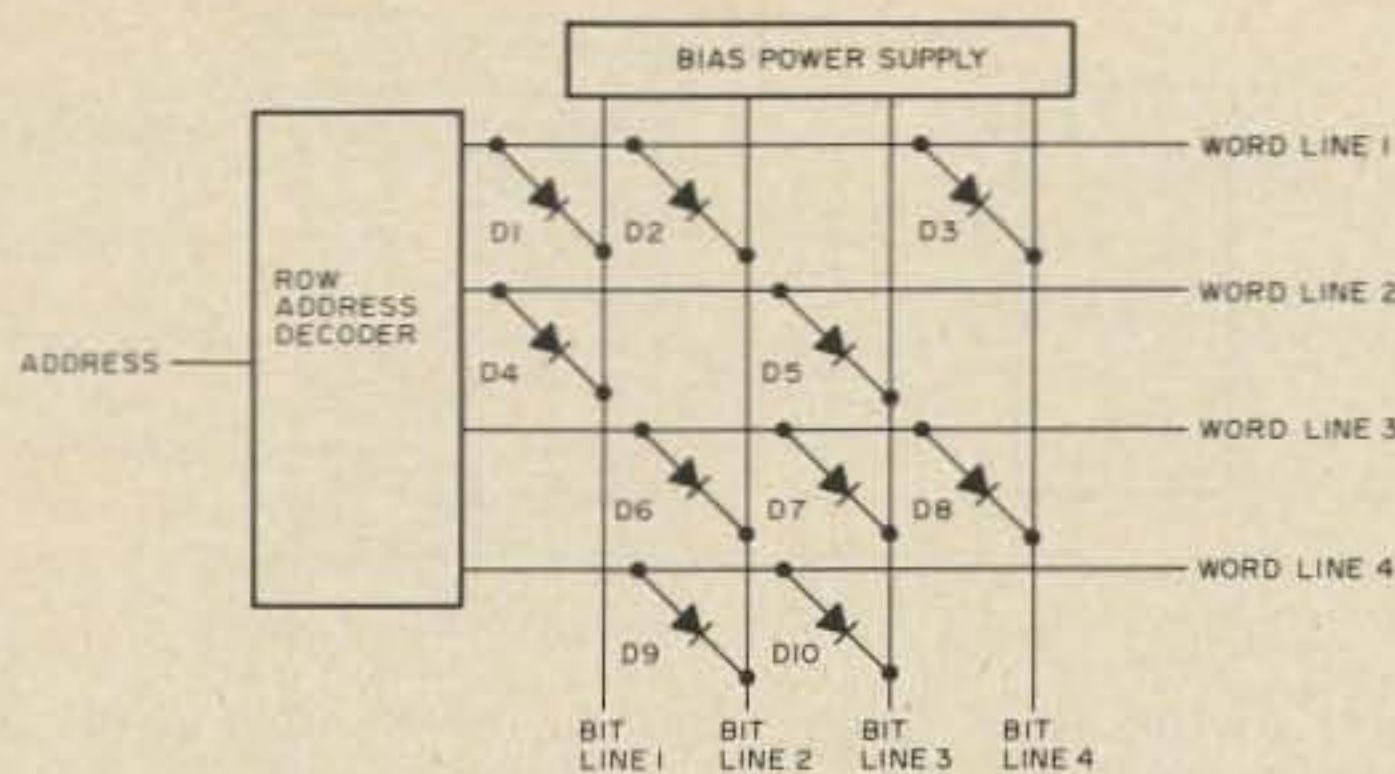 BIAS POWER SUPPLY
WORD LINE 1
D1
D2
D3
ROW
ADDRESS
DECODER
WORD LINE 2
ADDRESS
D4
D5
WORD LINE 3
D6
D7
D8
WORD LINE 4
D9
D10
BIT
LINE 1
BIT
LINE 2
BIT
LINE 3
BIT
LINE 4